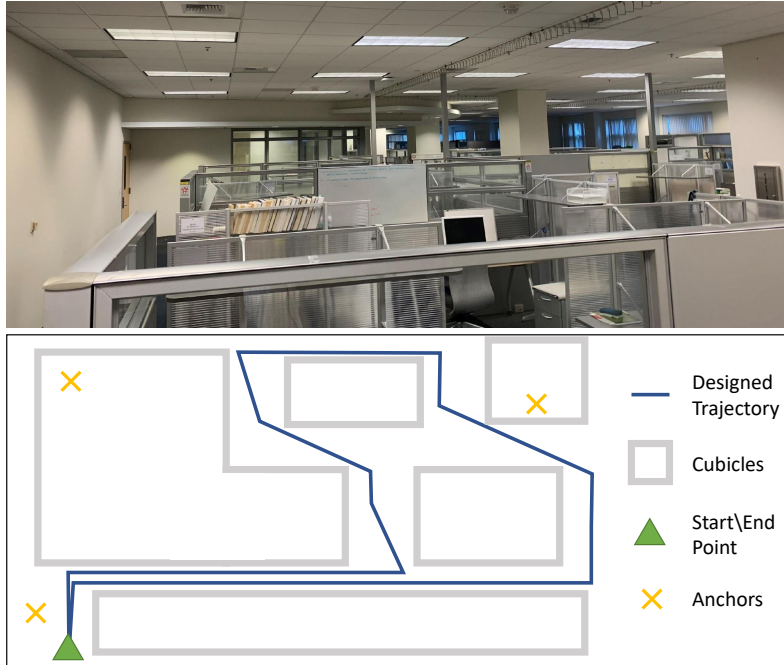 Designed
Trajectory
Cubicles
Start\End
Point
Anchors